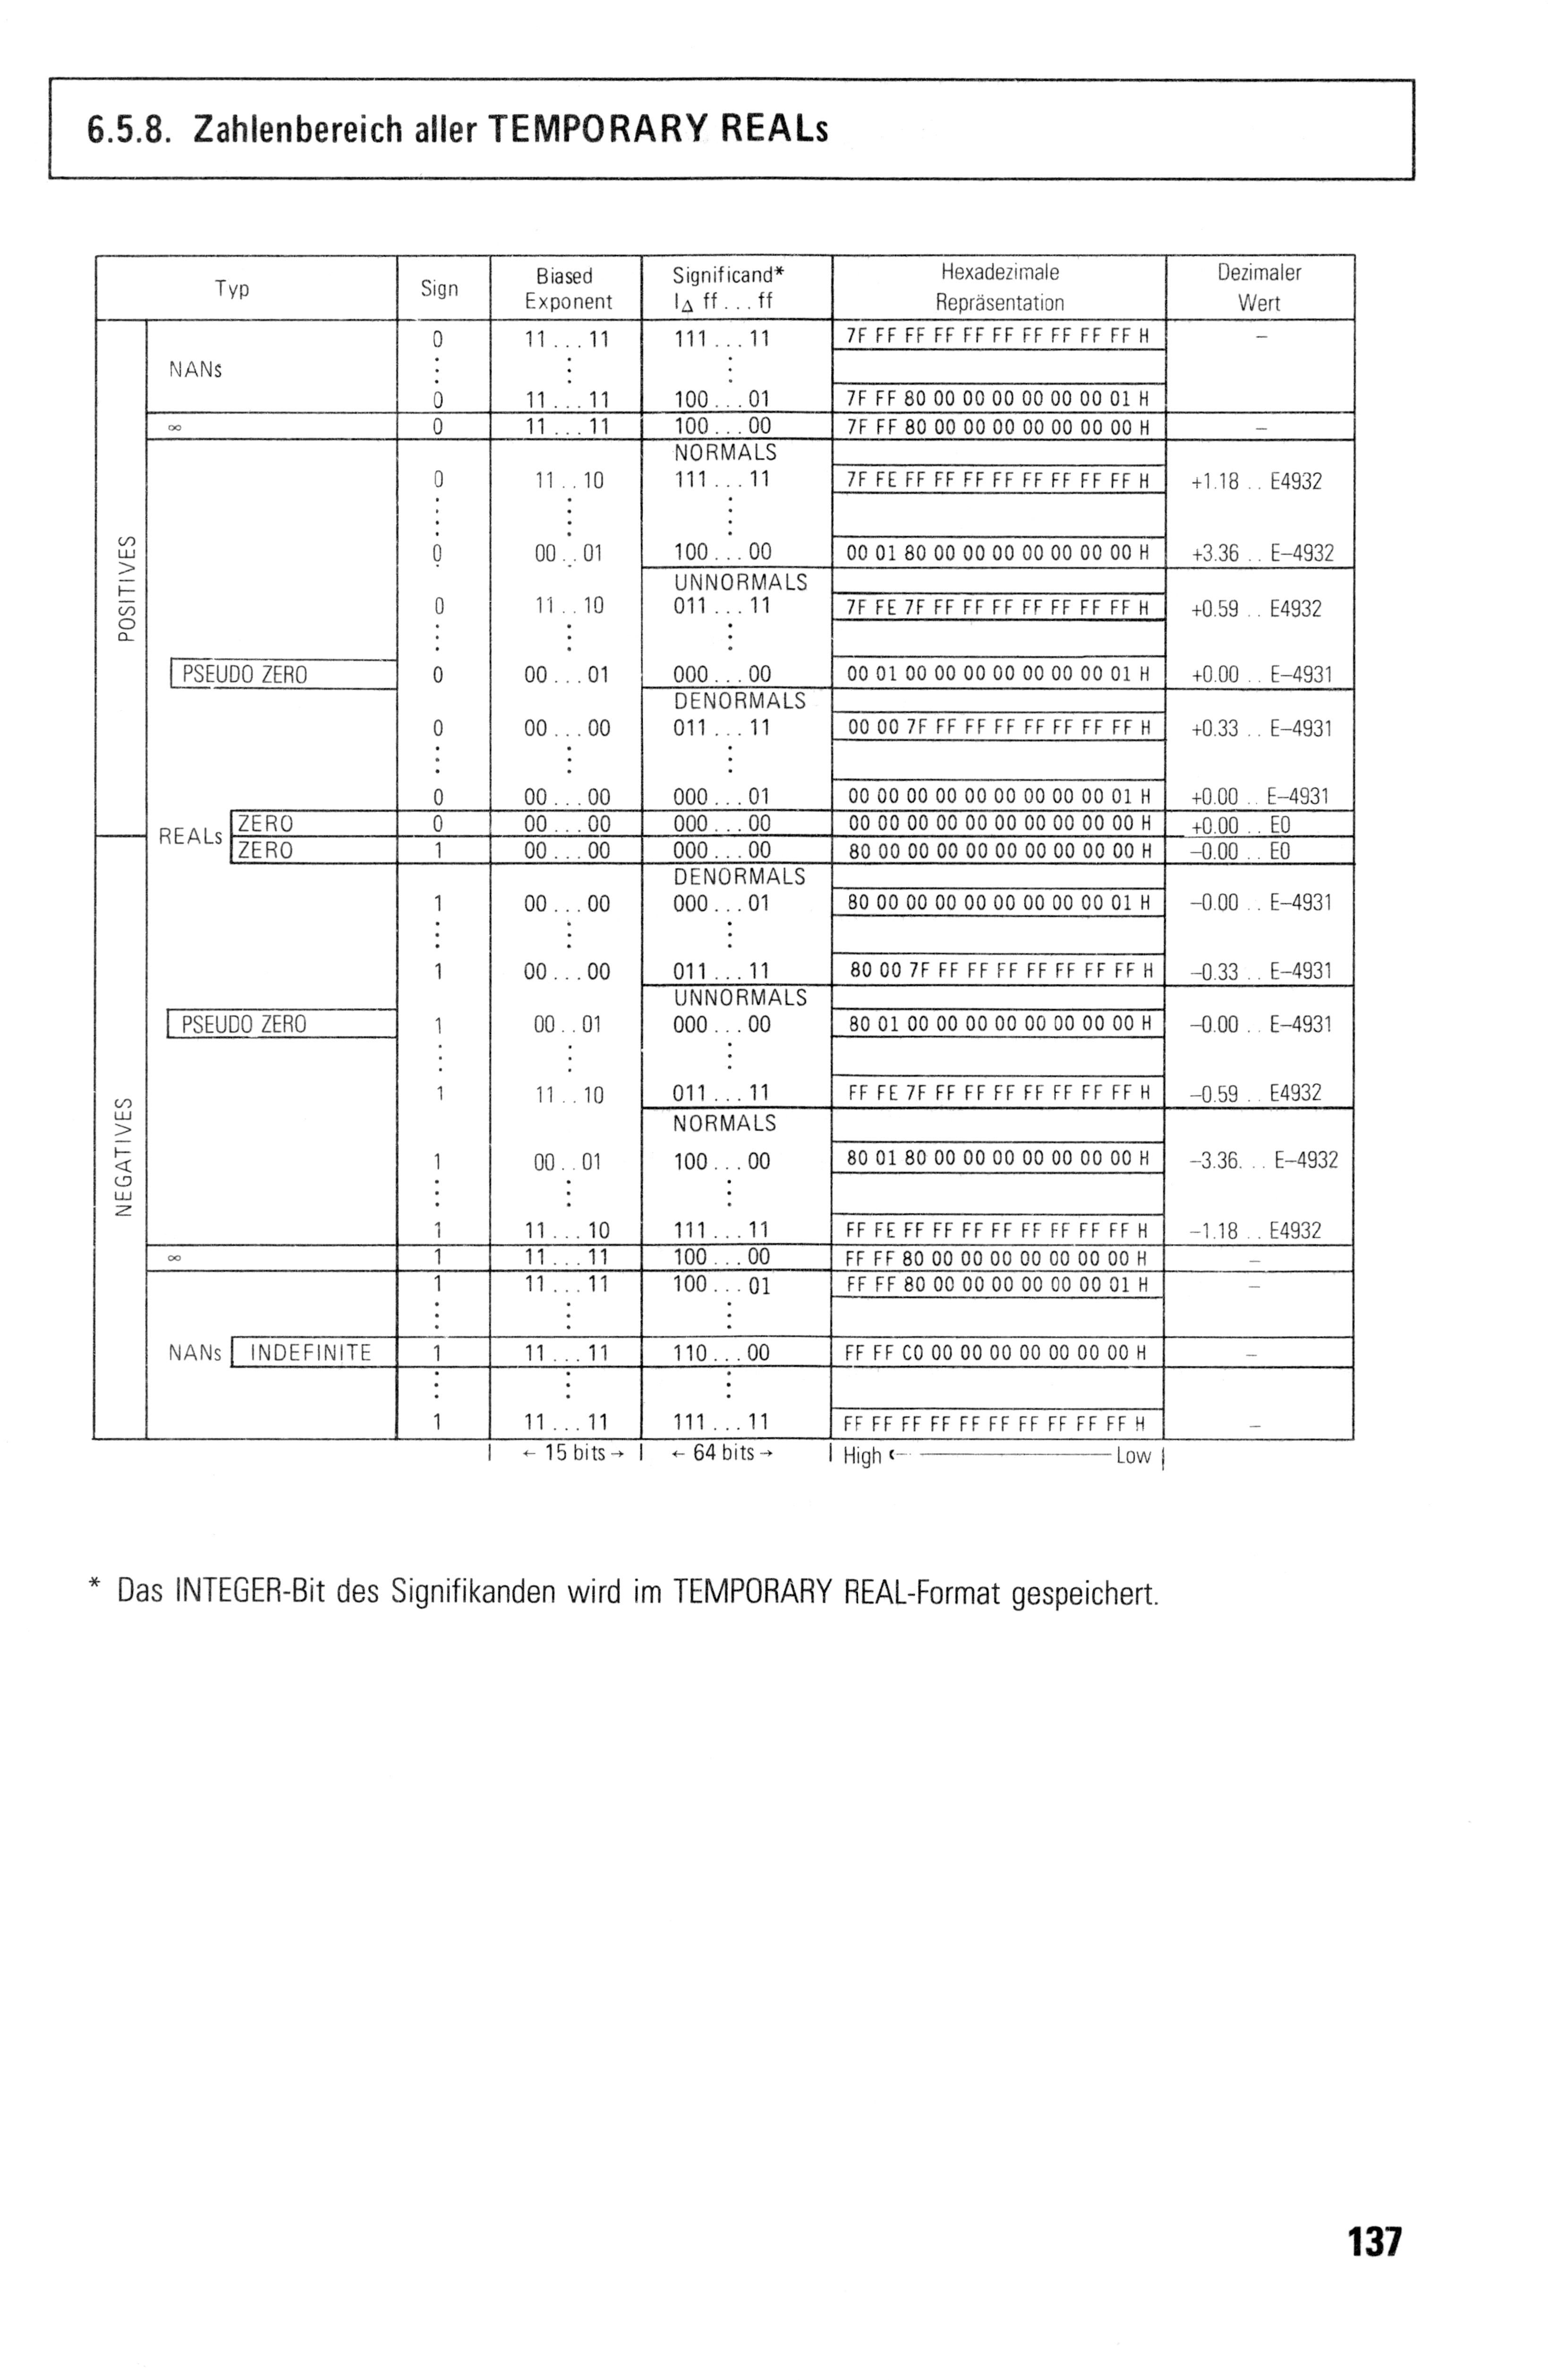 6.5.8. Zahlenbereich aller TEMPORARY REALs
Typ Sign Biased Exponent Significand* I△ ff...ff Hexadezimale Repräsentation Dezimaler Wert
POSITIVES
0 11...11 111...11 7F FF FF FF FF FF FF FF FF FF H –
NANs
0 11...11 100...01 7F FF 80 00 00 00 00 00 00 01 H
∞ 0 11...11 100...00 7F FF 80 00 00 00 00 00 00 00 H –
NORMALS
0 11..10 111...11 7F FE FF FF FF FF FF FF FF FF H +1.18 .. E4932
0 00..01 100...00 00 01 80 00 00 00 00 00 00 00 H +3.36 .. E–4932
UNNORMALS
0 11..10 011...11 7F FE 7F FF FF FF FF FF FF FF H +0.59 .. E4932
PSEUDO ZERO 0 00...01 000...00 00 01 00 00 00 00 00 00 00 01 H +0.00 .. E–4931
DENORMALS
0 00...00 011...11 00 00 7F FF FF FF FF FF FF FF H +0.33 .. E–4931
0 00...00 000...01 00 00 00 00 00 00 00 00 00 01 H +0.00 .. E–4931
REALs
ZERO 0 00...00 000...00 00 00 00 00 00 00 00 00 00 00 H +0.00 .. E0
NEGATIVES
ZERO 1 00...00 000...00 80 00 00 00 00 00 00 00 00 00 H –0.00 .. E0
DENORMALS
1 00...00 000...01 80 00 00 00 00 00 00 00 00 01 H –0.00 .. E–4931
1 00...00 011...11 80 00 7F FF FF FF FF FF FF FF H –0.33 .. E–4931
UNNORMALS
PSEUDO ZERO 1 00..01 000...00 80 01 00 00 00 00 00 00 00 00 H –0.00 .. E–4931
1 11..10 011...11 FF FE 7F FF FF FF FF FF FF FF H –0.59 .. E4932
NORMALS
1 00..01 100...00 80 01 80 00 00 00 00 00 00 00 H –3.36... E–4932
1 11...10 111...11 FF FE FF FF FF FF FF FF FF FF H –1.18 .. E4932
∞ 1 11...11 100...00 FF FF 80 00 00 00 00 00 00 00 H –
1 11...11 100...01 FF FF 80 00 00 00 00 00 00 01 H –
NANs INDEFINITE 1 11...11 110...00 FF FF C0 00 00 00 00 00 00 00 H –
1 11...11 111...11 FF FF FF FF FF FF FF FF FF FF H –
← 15 bits → ← 64 bits → High ← Low
* Das INTEGER-Bit des Signifikanden wird im TEMPORARY REAL-Format gespeichert.
137